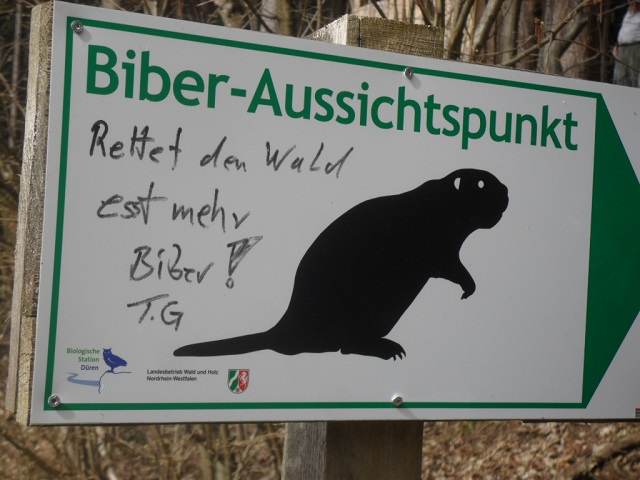 Biber-Aussichtspunkt
Rettet den Wald
esst mehr
Biber!
T.G
Biologische
Station
Düren
Landesbetrieb Wald und Holz
Nordrhein-Westfalen